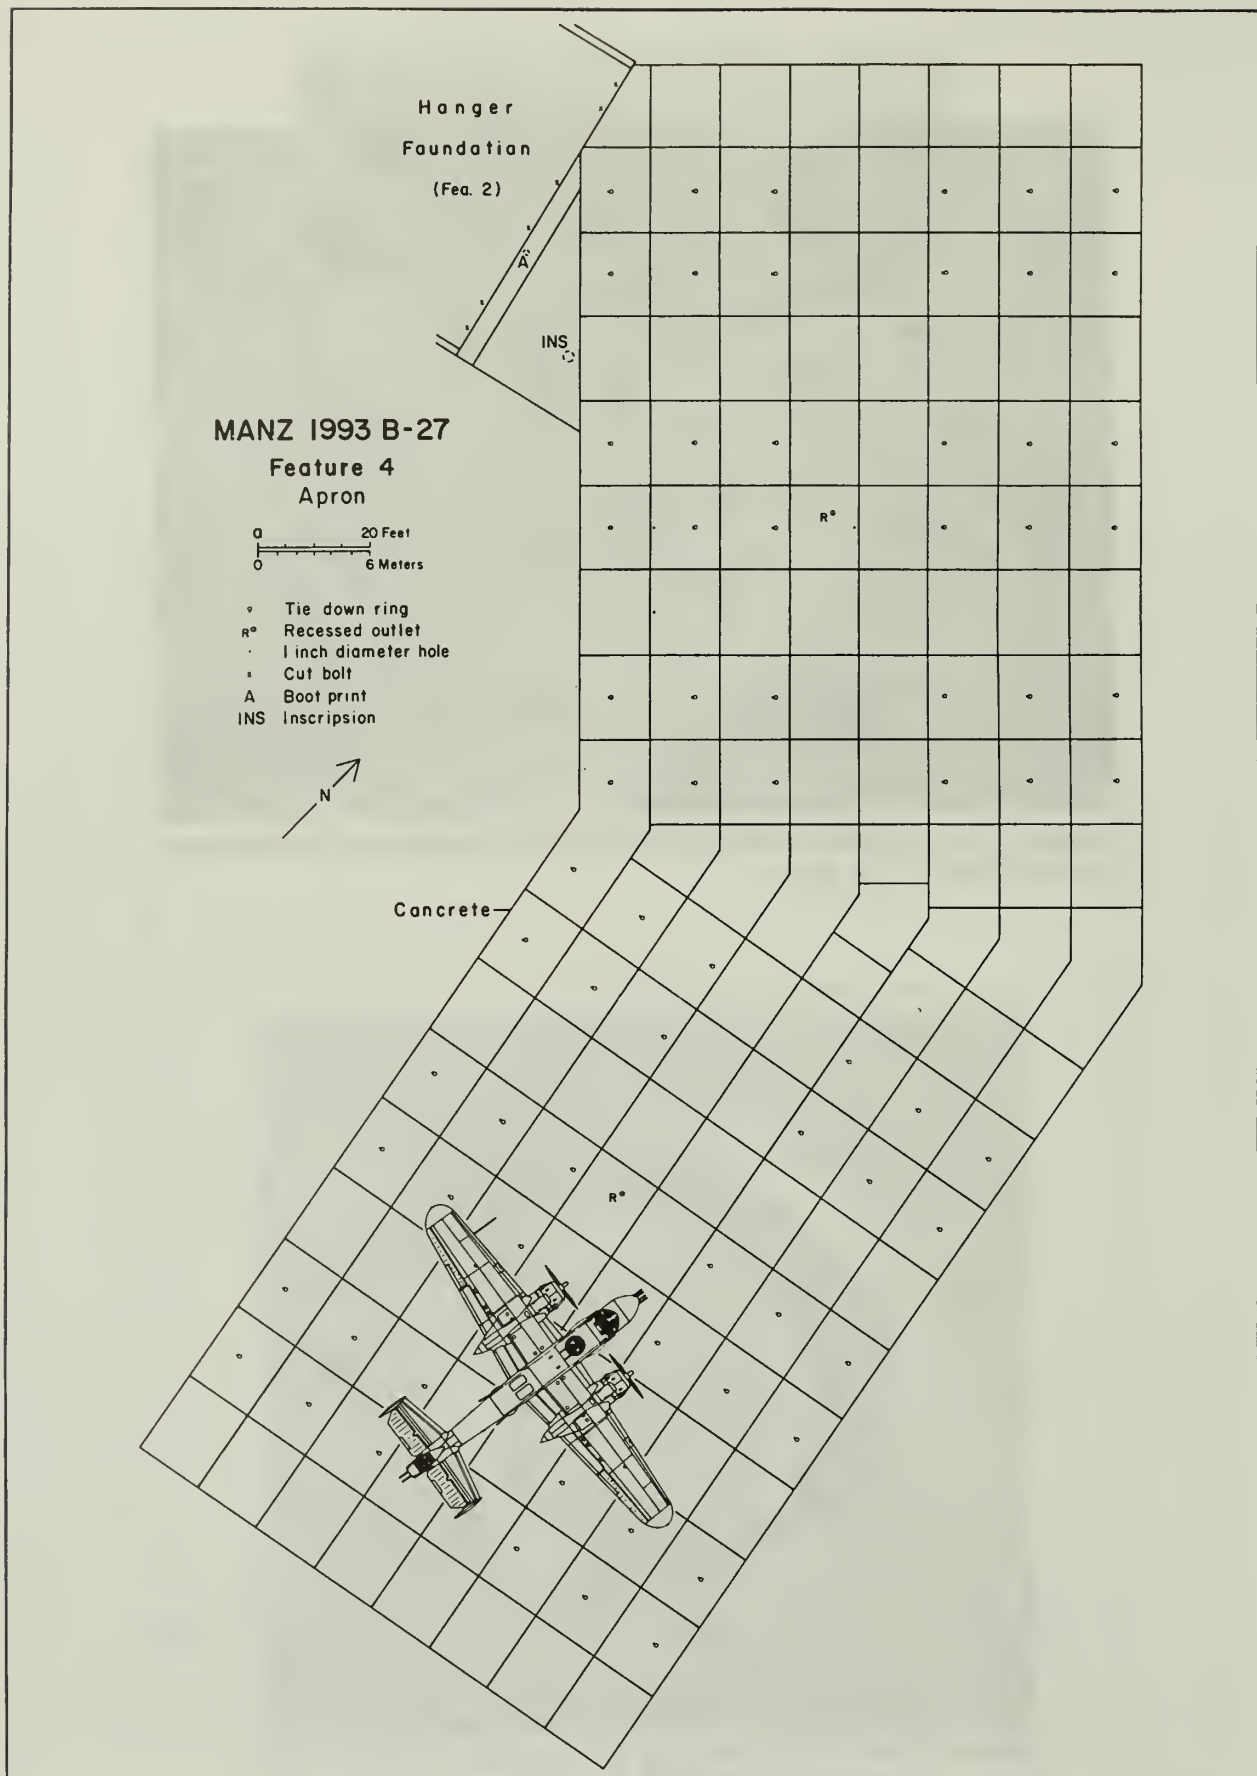 Hanger
Faundation
(Fea. 2)
A
INS
MANZ 1993 B-27
Feature 4
Apron
0 20 Feet
0 6 Meters
Tie down ring
R Recessed outlet
1 inch diameter hole
Cut bolt
A Boot print
INS Inscripsion
N
R
Cancrete
R